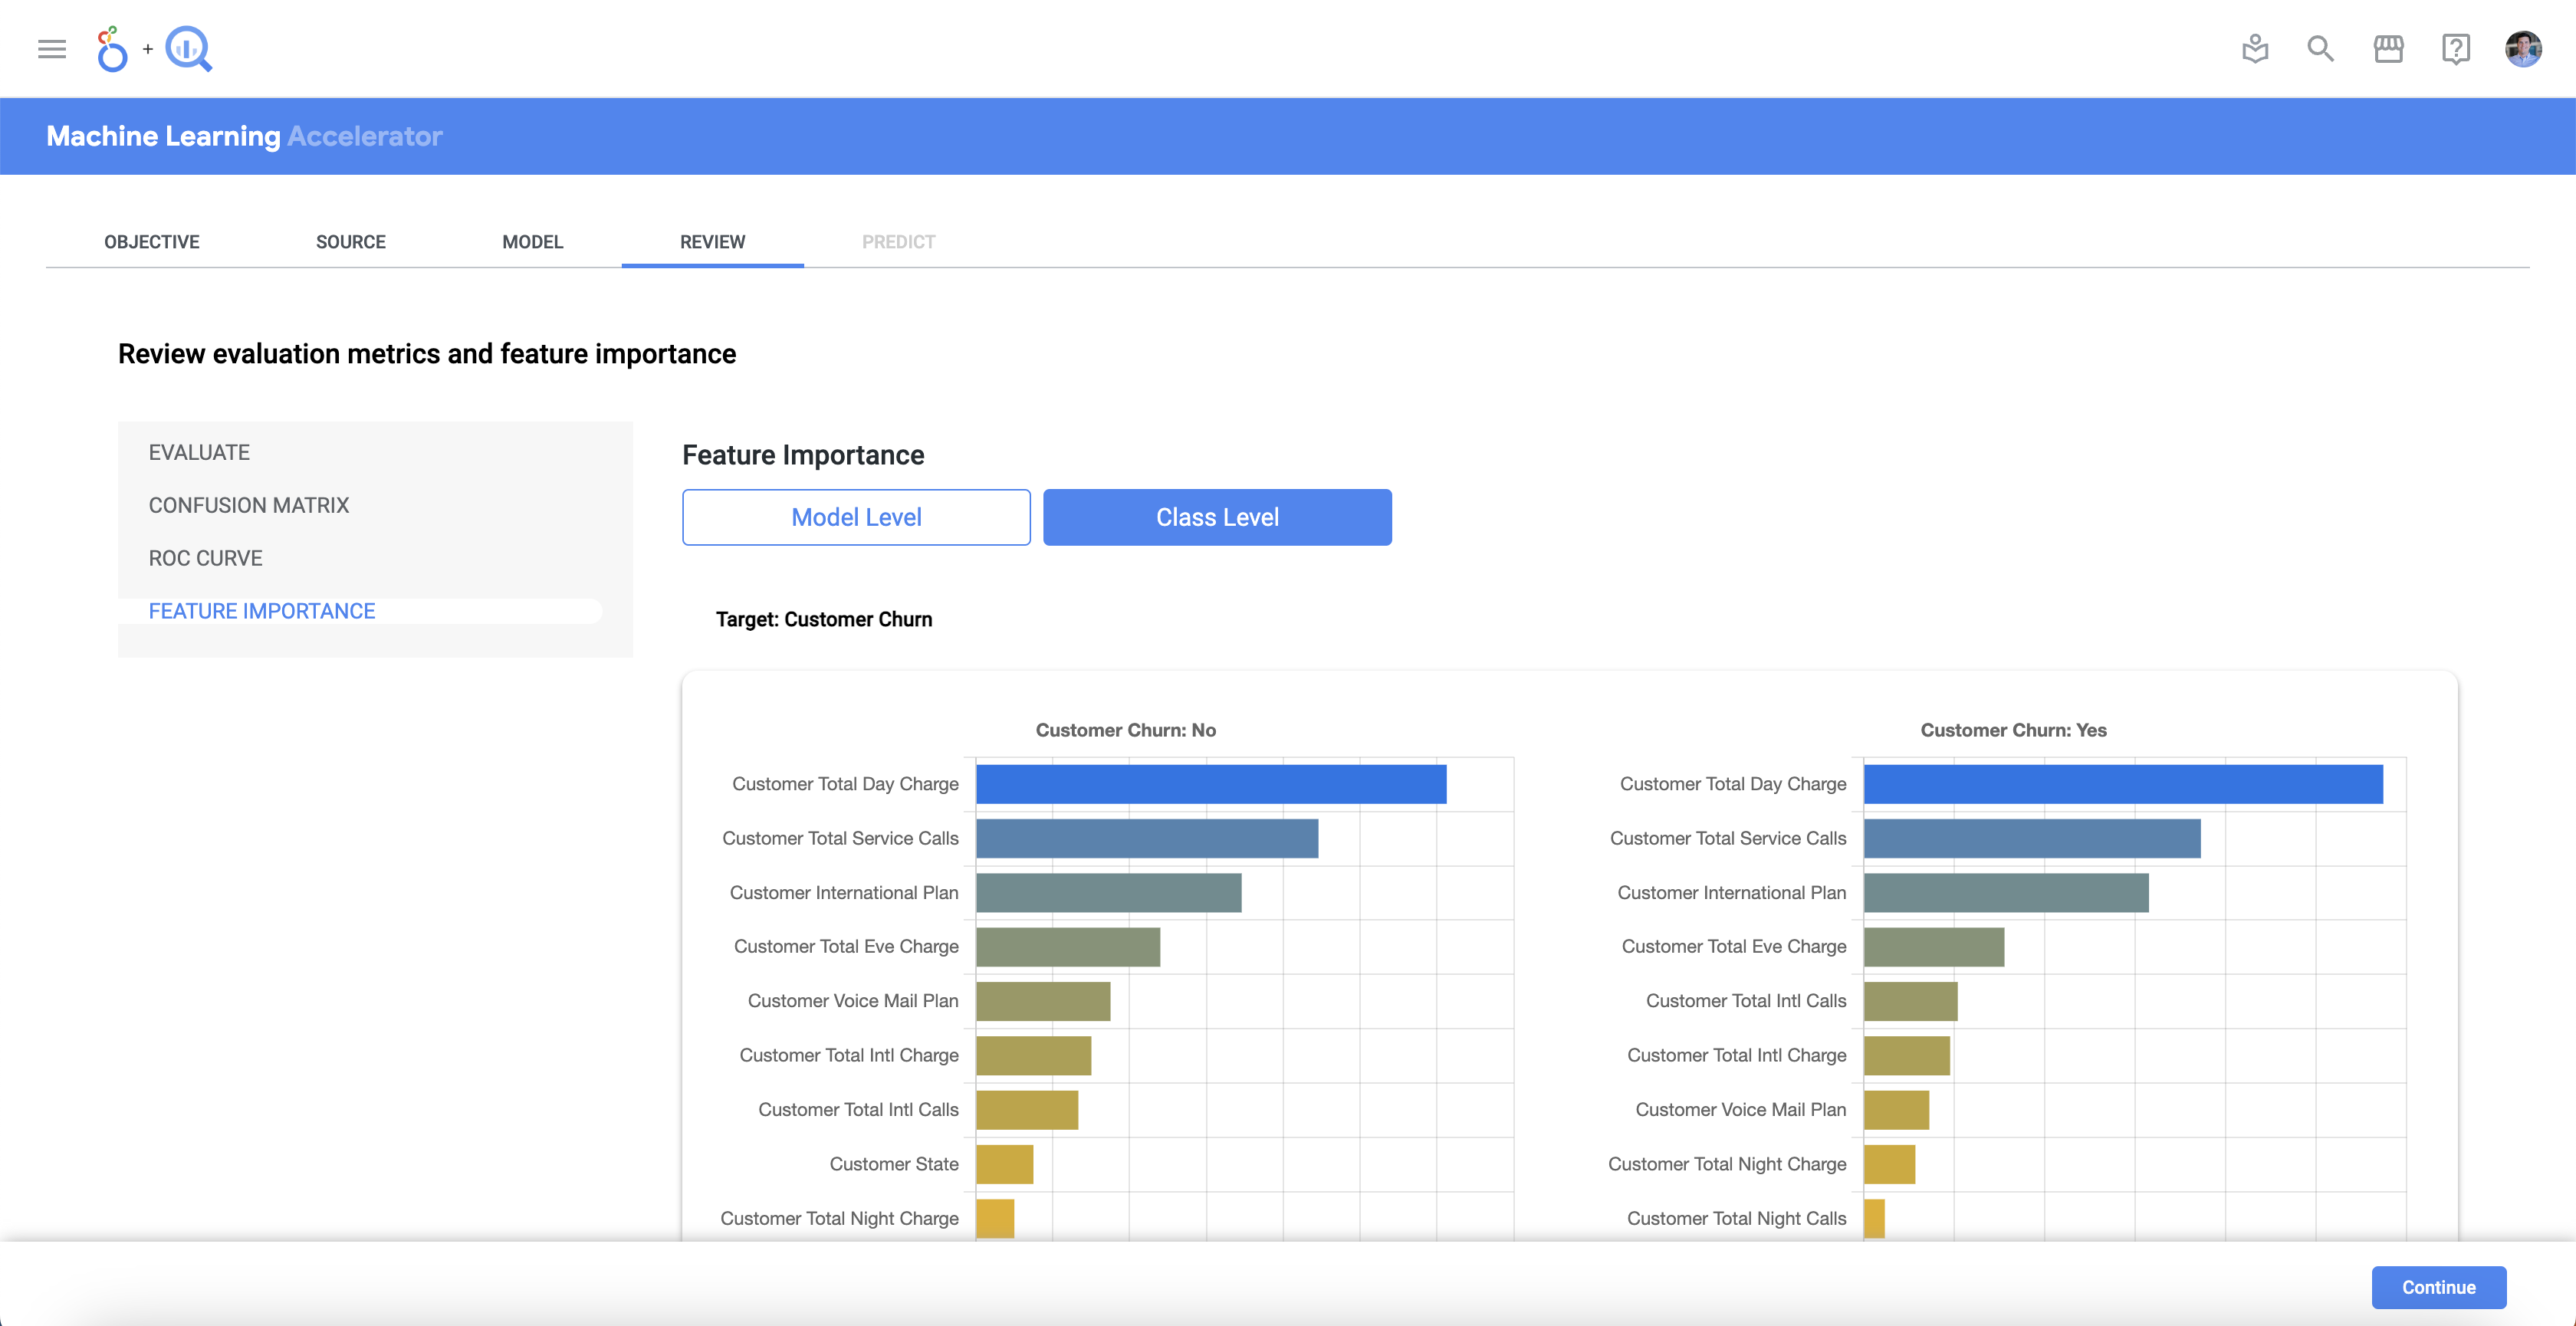 +
Machine Learning Accelerator
OBJECTIVE
SOURCE
MODEL
REVIEW
PREDICT
Review evaluation metrics and feature importance
EVALUATE
CONFUSION MATRIX
ROC CURVE
FEATURE IMPORTANCE
Feature Importance
Model Level
Class Level
Target: Customer Churn
Customer Churn: No
Customer Total Day Charge
Customer Total Service Calls
Customer International Plan
Customer Total Eve Charge
Customer Voice Mail Plan
Customer Total Intl Charge
Customer Total Intl Calls
Customer State
Customer Total Night Charge
Customer Churn: Yes
Customer Total Day Charge
Customer Total Service Calls
Customer International Plan
Customer Total Eve Charge
Customer Total Intl Calls
Customer Total Intl Charge
Customer Voice Mail Plan
Customer Total Night Charge
Customer Total Night Calls
Continue